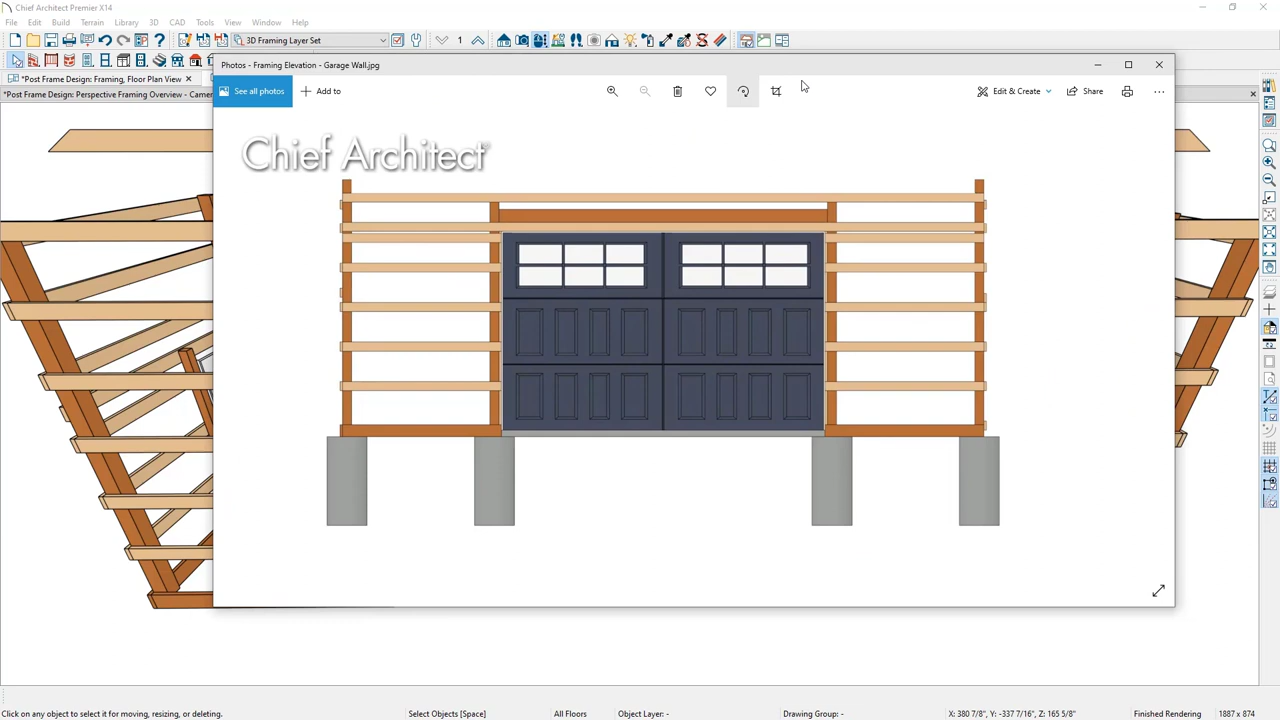 Chief Architect Premier X14
File Edit Build Terrain Library 3D CAD Tools View Window Help
1 3D Framing Layer Set
*Post Frame Design: Framing, Floor Plan View
*Post Frame Design: Perspective Framing Overview - Camer
Photos - Framing Elevation - Garage Wall.jpg
See all photos Add to Edit & Create Share
Chief Architect
Click on any object to select it for moving, resizing, or deleting. Select Objects [Space] All Floors Object Layer: - Drawing Group: - X: 380 7/8", Y: -337 7/16", Z: 165 5/8" Finished Rendering 1887 x 874